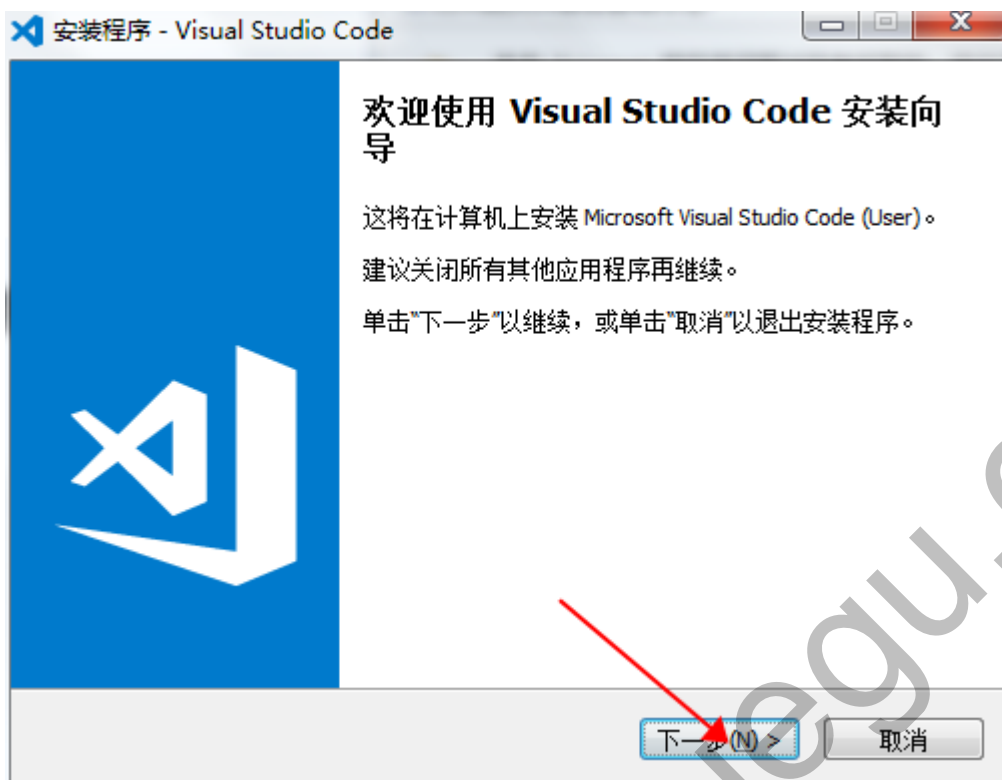 安装程序 - Visual Studio Code
欢迎使用 Visual Studio Code 安装向
导
这将在计算机上安装 Microsoft Visual Studio Code (User)。
建议关闭所有其他应用程序再继续。
单击"下一步"以继续，或单击"取消"以退出安装程序。
下一步(N) >
取消